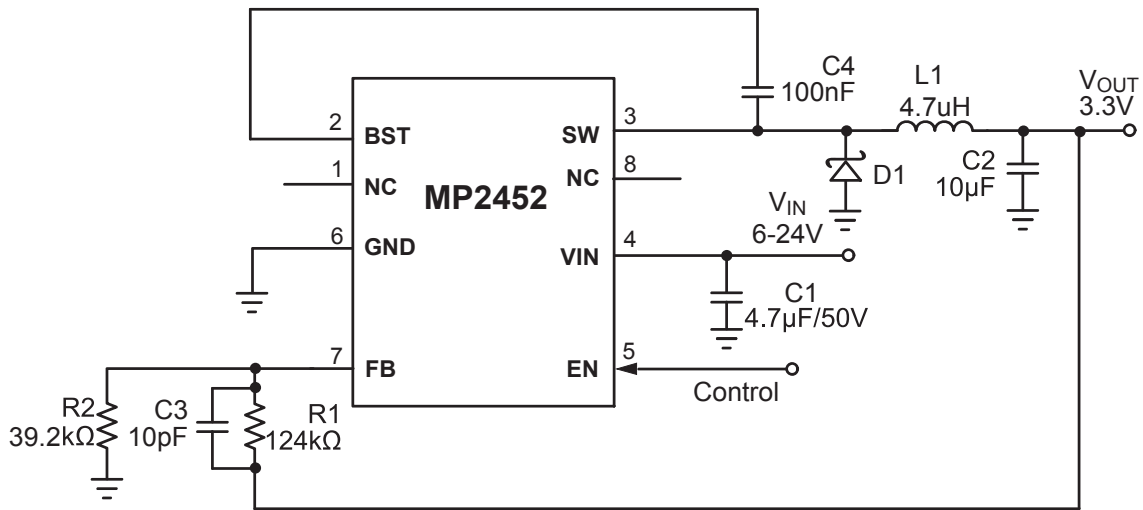 C4
100nF
L1
4.7uH
VOUT
3.3V
2
BST
3
SW
1
NC
8
NC
MP2452
C2
10µF
D1
VIN
6-24V
6
GND
4
VIN
C1
4.7µF/50V
7
FB
5
EN
Control
R2
39.2kΩ
C3
10pF
R1
124kΩ